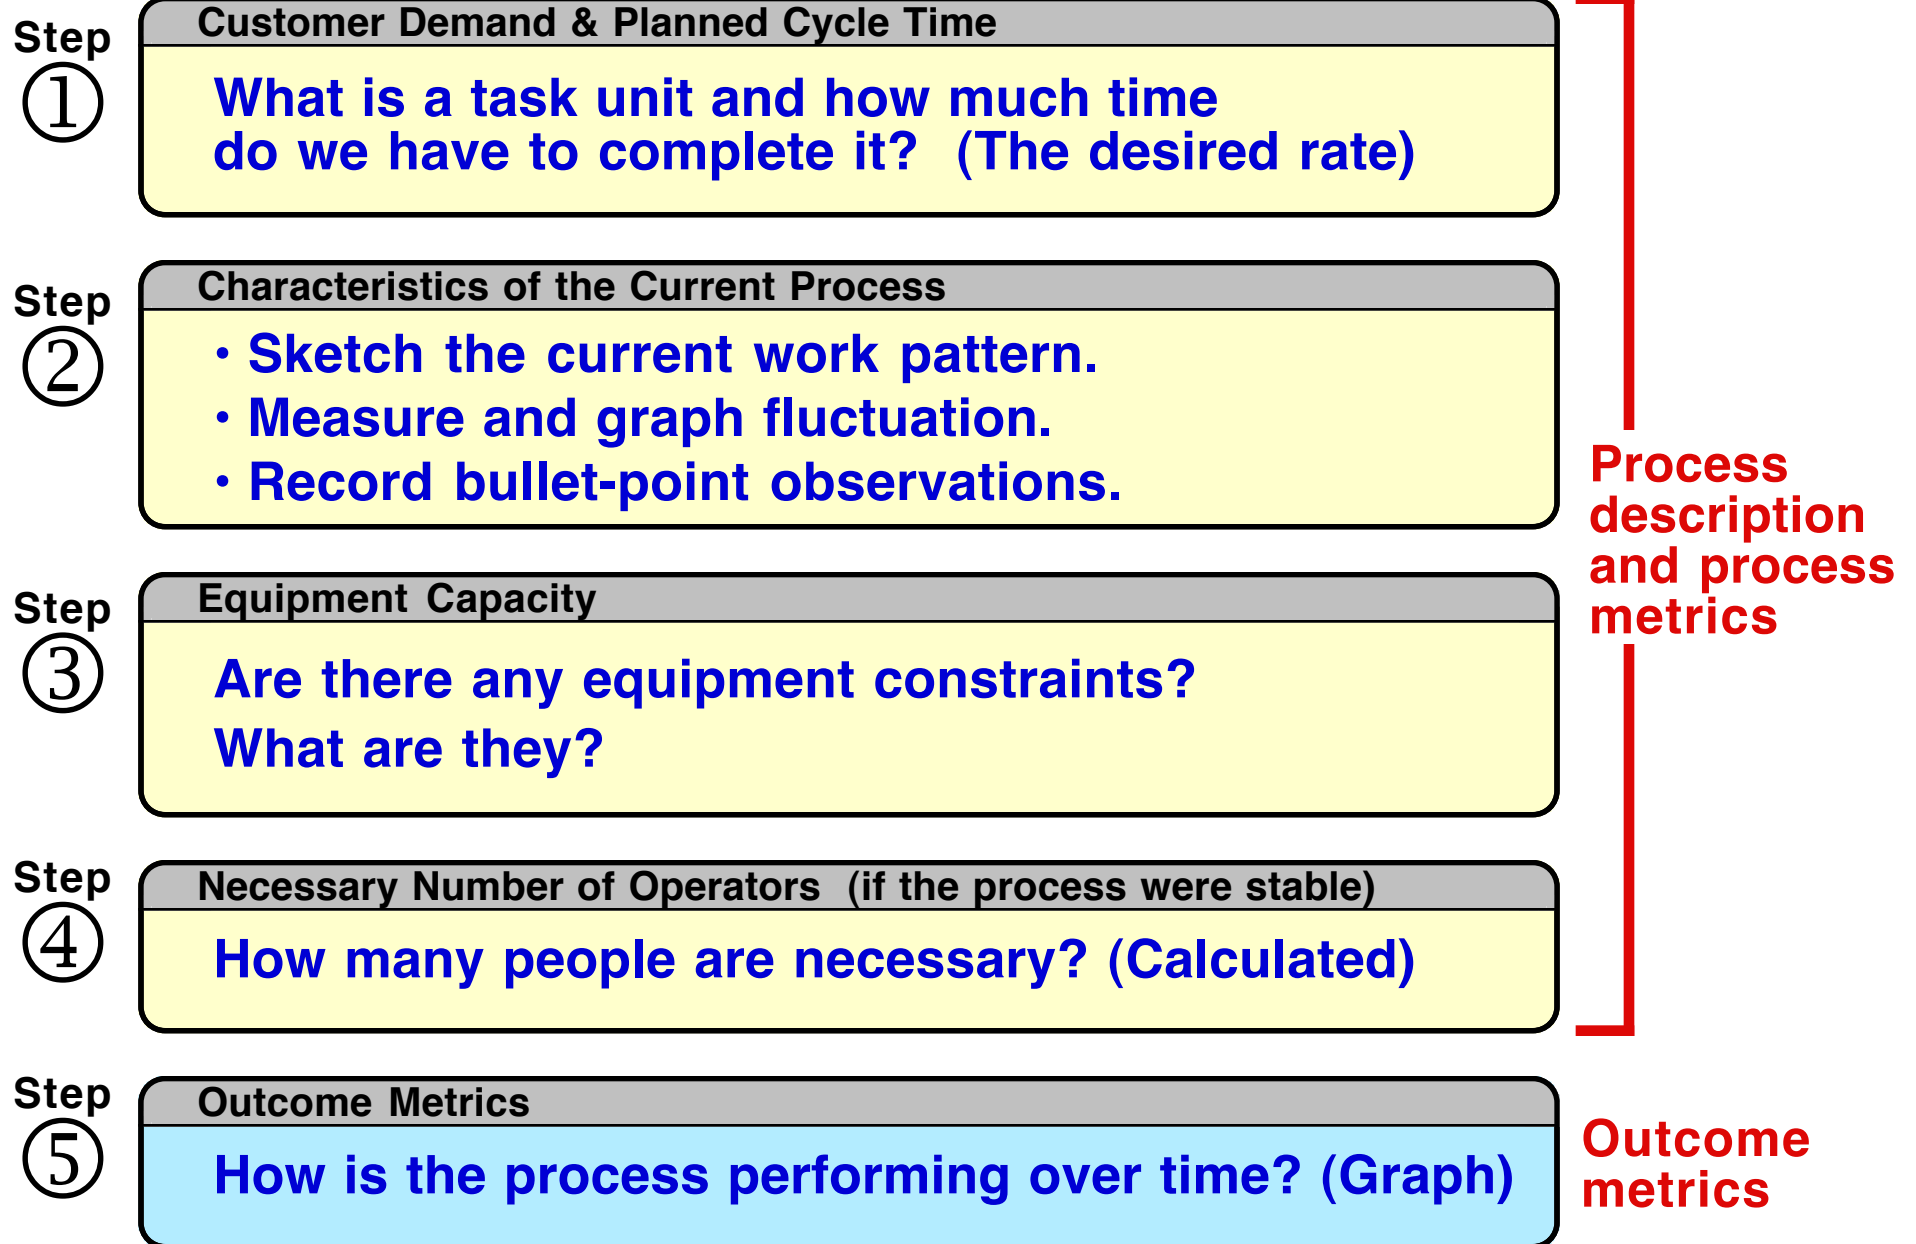 Step
①
Customer Demand & Planned Cycle Time
What is a task unit and how much time
do we have to complete it? (The desired rate)
Step
②
Characteristics of the Current Process
• Sketch the current work pattern.
• Measure and graph fluctuation.
• Record bullet-point observations.
Step
③
Equipment Capacity
Are there any equipment constraints?
What are they?
Step
④
Necessary Number of Operators (if the process were stable)
How many people are necessary? (Calculated)
Process
description
and process
metrics
Step
⑤
Outcome Metrics
How is the process performing over time? (Graph)
Outcome
metrics